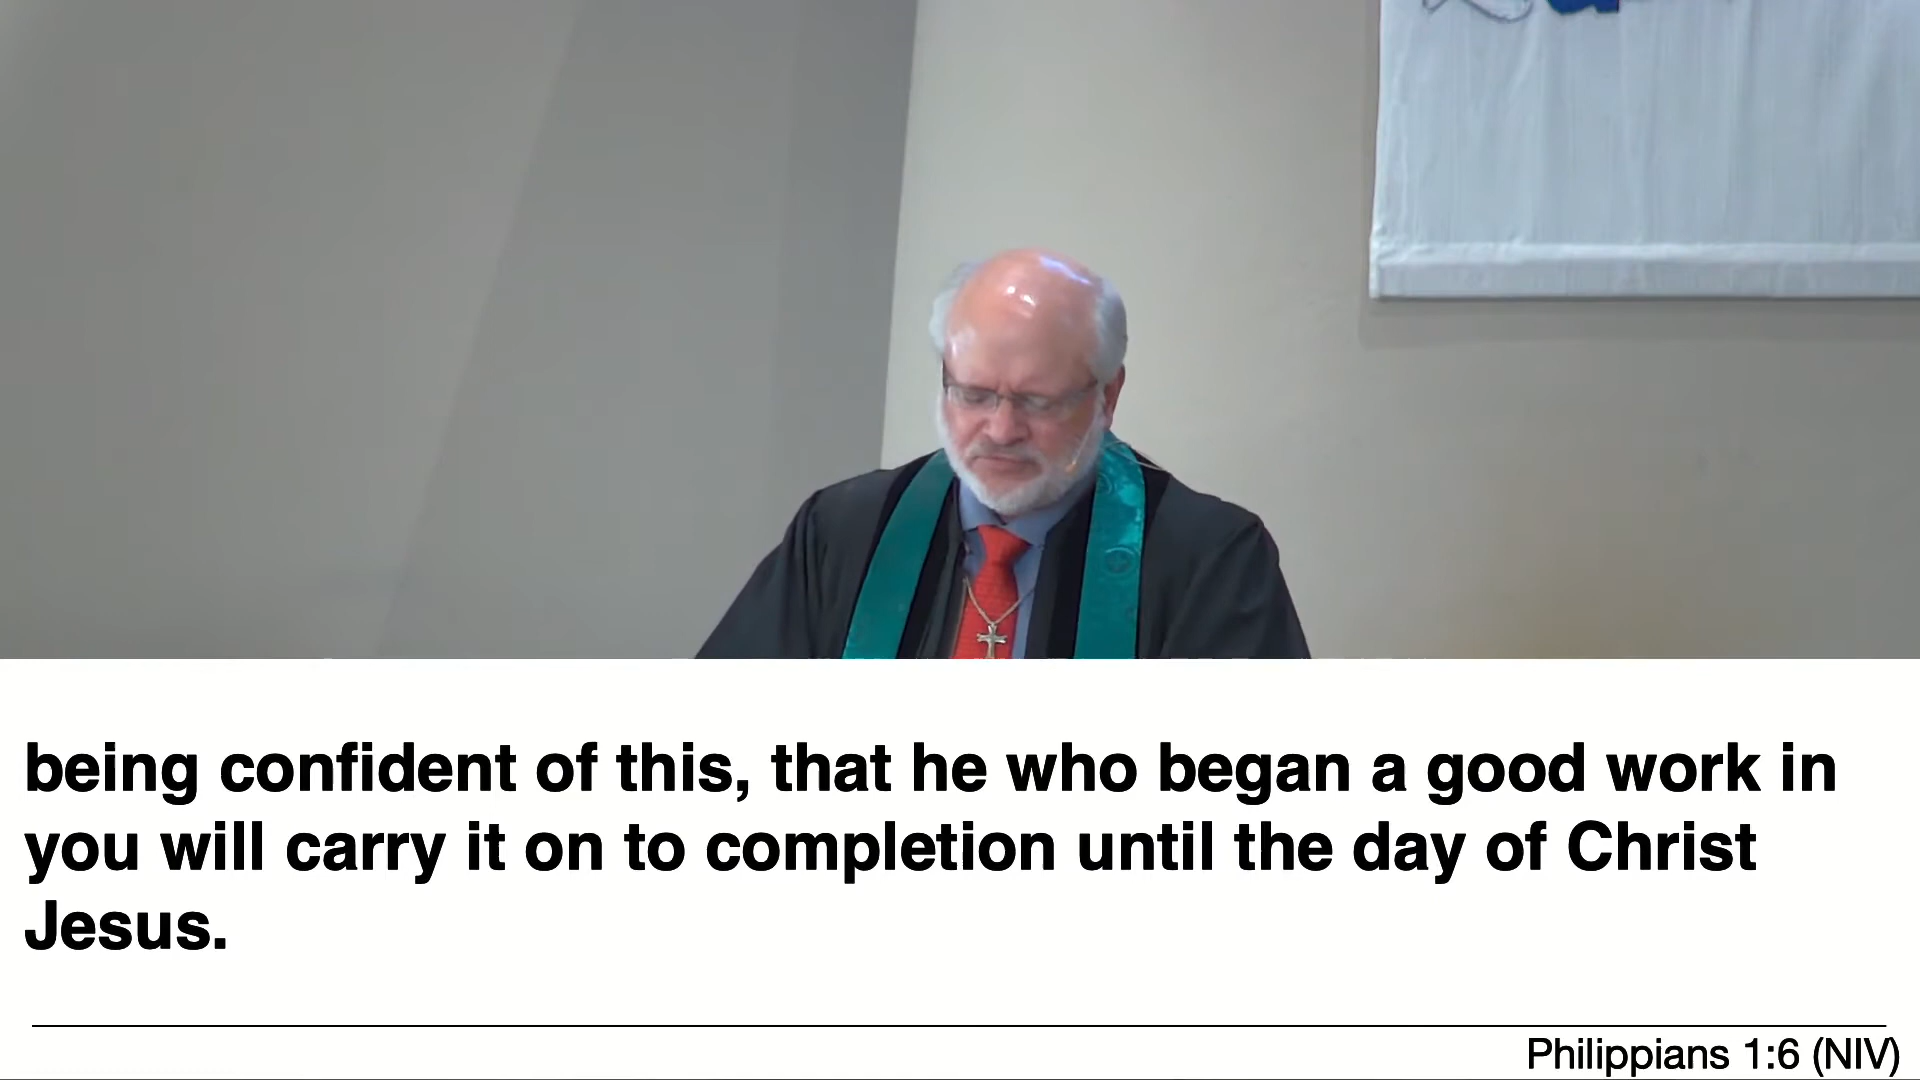 being confident of this, that he who began a good work in
you will carry it on to completion until the day of Christ
Jesus.
Philippians 1:6 (NIV)